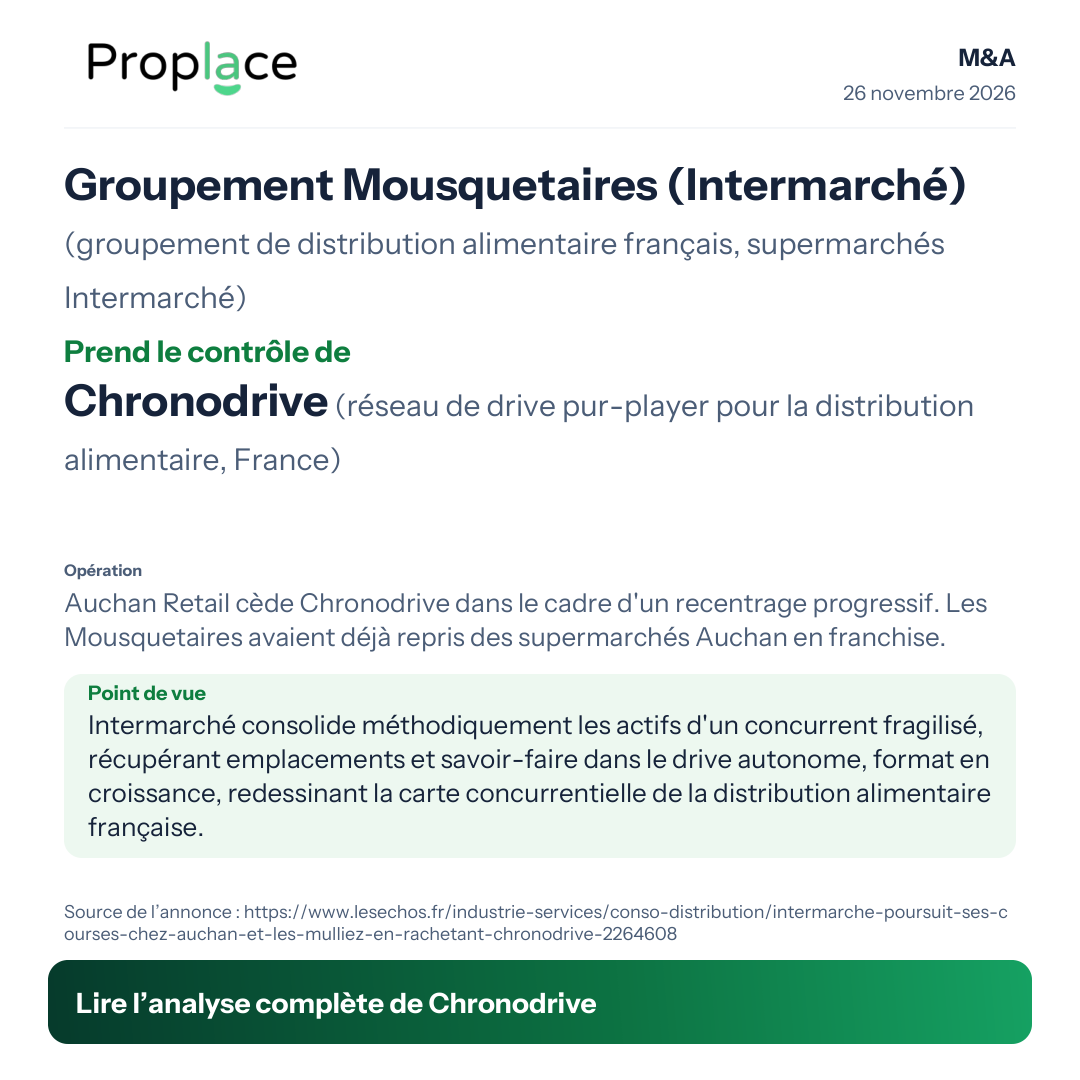 Proplace
M&A
26 novembre 2026
Groupement Mousquetaires (Intermarché)
(groupement de distribution alimentaire français, supermarchés
Intermarché)
Prend le contrôle de
Chronodrive (réseau de drive pur-player pour la distribution
alimentaire, France)
Opération
Auchan Retail cède Chronodrive dans le cadre d'un recentrage progressif. Les
Mousquetaires avaient déjà repris des supermarchés Auchan en franchise.
Point de vue
Intermarché consolide méthodiquement les actifs d'un concurrent fragilisé,
récupérant emplacements et savoir-faire dans le drive autonome, format en
croissance, redessinant la carte concurrentielle de la distribution alimentaire
française.
Source de l’annonce : https://www.lesechos.fr/industrie-services/conso-distribution/intermarche-poursuit-ses-c
ourses-chez-auchan-et-les-mulliez-en-rachetant-chronodrive-2264608
Lire l’analyse complète de Chronodrive